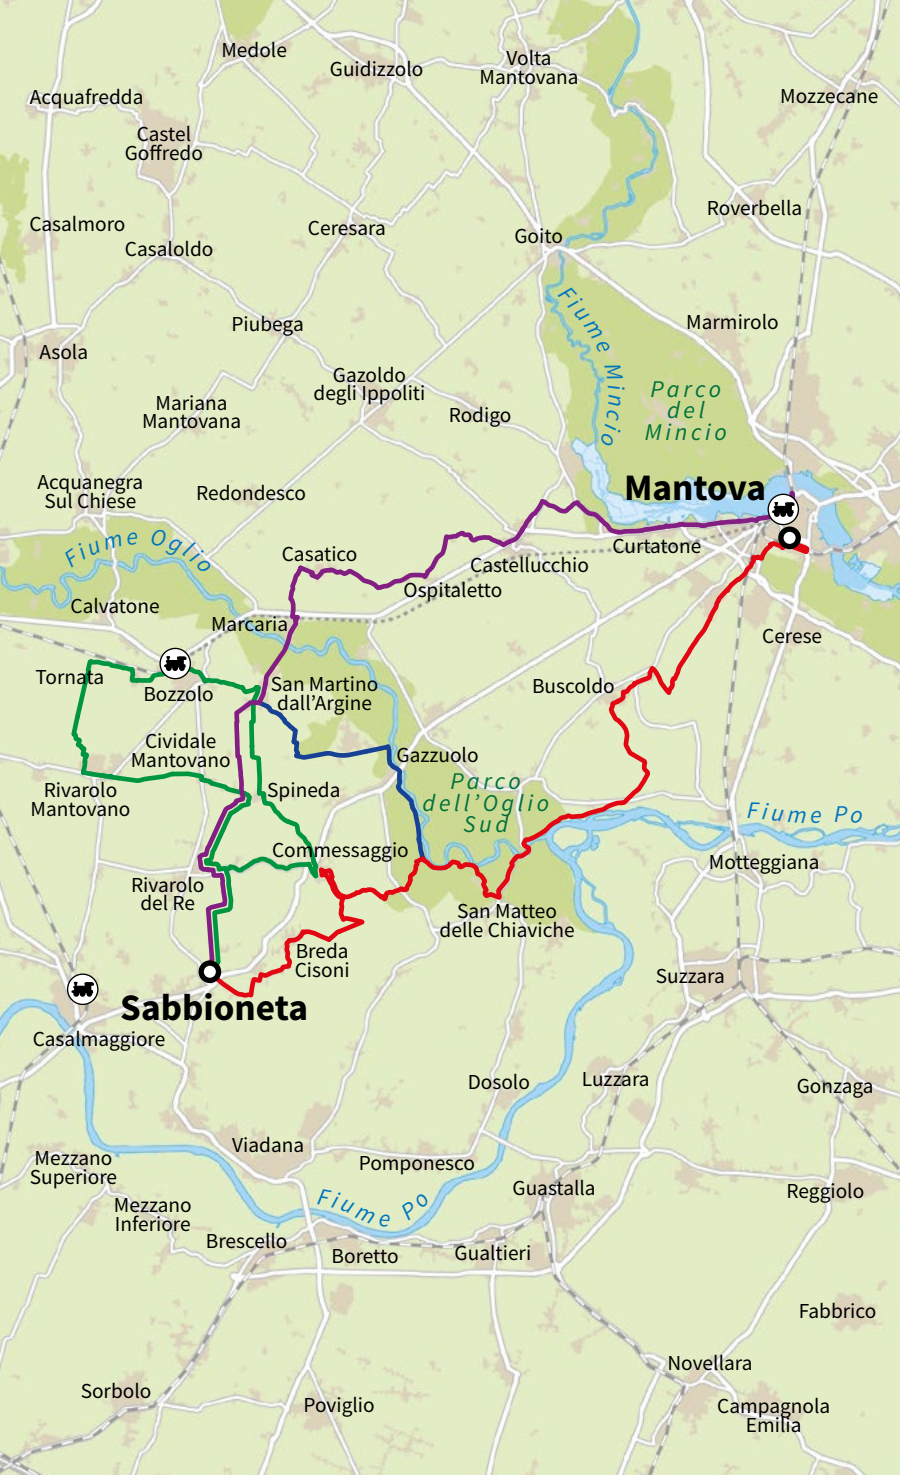 Medole
Guidizzolo
Volta
Mantovana
Acquafredda
Mozzecane
Castel
Goffredo
Casalmoro
Ceresara
Roverbella
Casaloldo
Goito
Fiume Mincio
Piubega
Marmirolo
Asola
Gazoldo
degli Ippoliti
Parco
del
Mincio
Mariana
Mantovana
Rodigo
Acquanegra
Sul Chiese
Redondesco
Mantova
Fiume Oglio
Casatico
Curtatone
Castellucchio
Ospitaletto
Calvatone
Marcaria
Cerese
Tornata
Bozzolo
San Martino
dall'Argine
Buscoldo
Cividale
Mantovano
Gazzuolo
Rivarolo
Mantovano
Spineda
Parco
dell'Oglio
Sud
Fiume Po
Commessaggio
Motteggiana
Rivarolo
del Re
San Matteo
delle Chiaviche
Breda
Cisoni
Suzzara
Sabbioneta
Casalmaggiore
Dosolo
Luzzara
Gonzaga
Viadana
Mezzano
Superiore
Pomponesco
Guastalla
Reggiolo
Mezzano
Inferiore
Fiume Po
Brescello
Boretto
Gualtieri
Fabbrico
Novellara
Sorbolo
Poviglio
Campagnola
Emilia